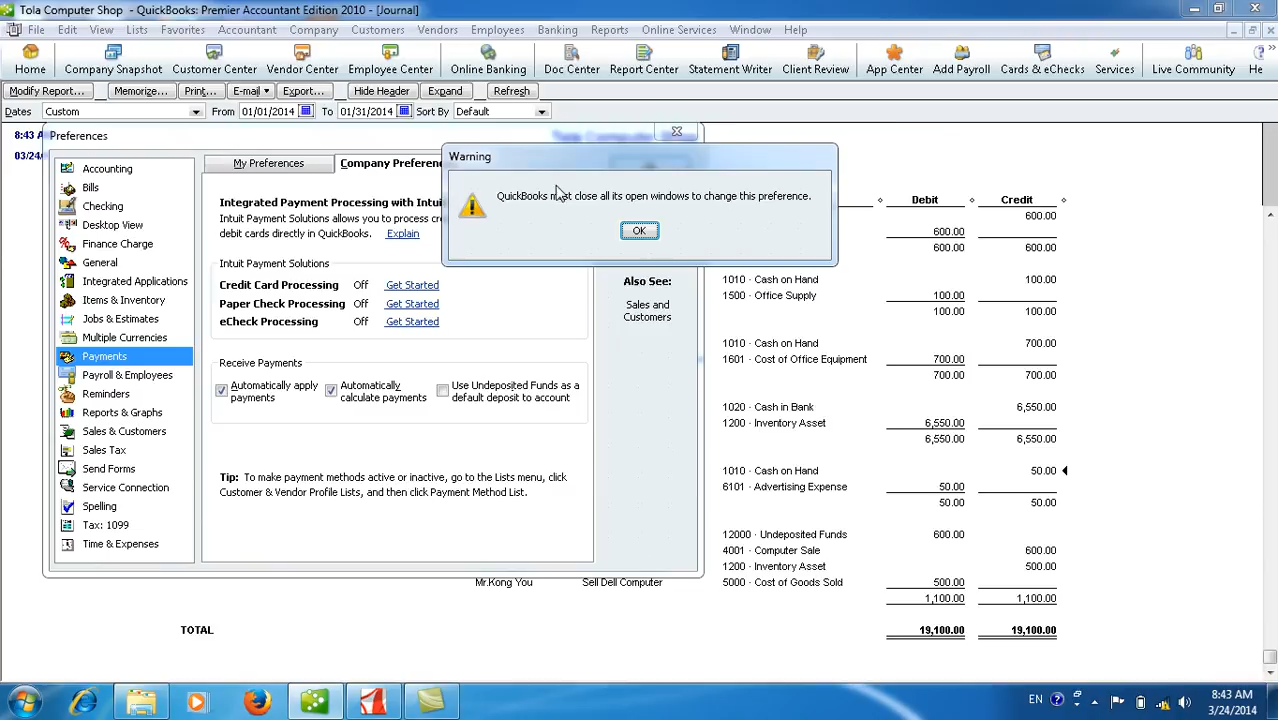 Tola Computer Shop - QuickBooks: Premier Accountant Edition 2010 - [Journal]
File Edit View Lists Favorites Accountant Company Customers Vendors Employees Banking Reports Online Services Window Help
Home Company Snapshot Customer Center Vendor Center Employee Center Online Banking Doc Center Report Center Statement Writer Client Review App Center Add Payroll Cards & eChecks Services Live Community He
Modify Report... Memorize... Print... E-mail Export... Hide Header Expand Refresh
Dates Custom From 01/01/2014 To 01/31/2014 Sort By Default
8:43 A
03/24/
Preferences
Accounting
Bills
Checking
Desktop View
Finance Charge
General
Integrated Applications
Items & Inventory
Jobs & Estimates
Multiple Currencies
Payments
Payroll & Employees
Reminders
Reports & Graphs
Sales & Customers
Sales Tax
Send Forms
Service Connection
Spelling
Tax: 1099
Time & Expenses
My Preferences Company Preferen
Integrated Payment Processing with Intui
Intuit Payment Solutions allows you to process cre
debit cards directly in QuickBooks. Explain
Intuit Payment Solutions
Credit Card Processing Off Get Started
Paper Check Processing Off Get Started
eCheck Processing Off Get Started
Receive Payments
Automatically apply payments
Automatically calculate payments
Use Undeposited Funds as a default deposit to account
Tip: To make payment methods active or inactive, go to the Lists menu, click
Customer & Vendor Profile Lists, and then click Payment Method List.
Also See:
Sales and
Customers
Warning
QuickBooks must close all its open windows to change this preference.
OK
Debit Credit
600.00
600.00
600.00 600.00
1010 · Cash on Hand 100.00
1500 · Office Supply 100.00
100.00 100.00
1010 · Cash on Hand 700.00
1601 · Cost of Office Equipment 700.00
700.00 700.00
1020 · Cash in Bank 6,550.00
1200 · Inventory Asset 6,550.00
6,550.00 6,550.00
1010 · Cash on Hand 50.00
6101 · Advertising Expense 50.00
50.00 50.00
12000 · Undeposited Funds 600.00
4001 · Computer Sale 600.00
1200 · Inventory Asset 500.00
Mr.Kong You Sell Dell Computer 5000 · Cost of Goods Sold 500.00
1,100.00 1,100.00
TOTAL 19,100.00 19,100.00
EN 8:43 AM
3/24/2014